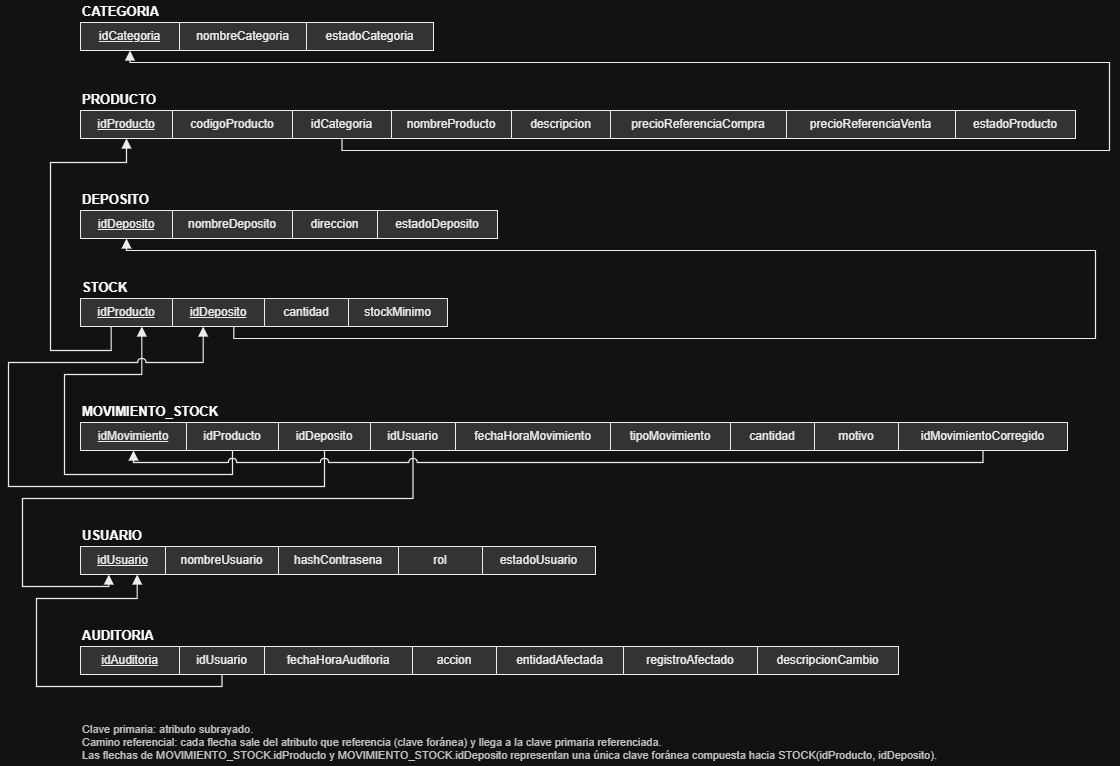 CATEGORIA
idCategoria nombreCategoria estadoCategoria
PRODUCTO
idProducto codigoProducto idCategoria nombreProducto descripcion precioReferenciaCompra precioReferenciaVenta estadoProducto
DEPOSITO
idDeposito nombreDeposito direccion estadoDeposito
STOCK
idProducto idDeposito cantidad stockMinimo
MOVIMIENTO_STOCK
idMovimiento idProducto idDeposito idUsuario fechaHoraMovimiento tipoMovimiento cantidad motivo idMovimientoCorregido
USUARIO
idUsuario nombreUsuario hashContrasena rol estadoUsuario
AUDITORIA
idAuditoria idUsuario fechaHoraAuditoria accion entidadAfectada registroAfectado descripcionCambio
Clave primaria: atributo subrayado.
Camino referencial: cada flecha sale del atributo que referencia (clave foránea) y llega a la clave primaria referenciada.
Las flechas de MOVIMIENTO_STOCK.idProducto y MOVIMIENTO_STOCK.idDeposito representan una única clave foránea compuesta hacia STOCK(idProducto, idDeposito).